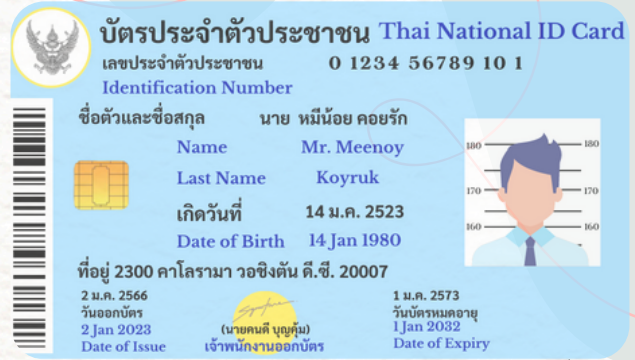 บัตรประจำตัวประชาชน Thai National ID Card
เลขประจำตัวประชาชน 0 1234 56789 10 1
Identification Number
ชื่อตัวและชื่อสกุล นาย หมีน้อย คอยรัก
Name Mr. Meenoy
Last Name Koyruk
เกิดวันที่ 14 ม.ค. 2523
Date of Birth 14 Jan 1980
180 180
170 170
160 160
ที่อยู่ 2300 คาโลรามา วอชิงตัน ดี.ซี. 20007
2 ม.ค. 2566
วันออกบัตร
2 Jan 2023
Date of Issue
(นายคนดี บุญคุ้ม)
เจ้าพนักงานออกบัตร
1 ม.ค. 2573
วันบัตรหมดอายุ
1 Jan 2032
Date of Expiry